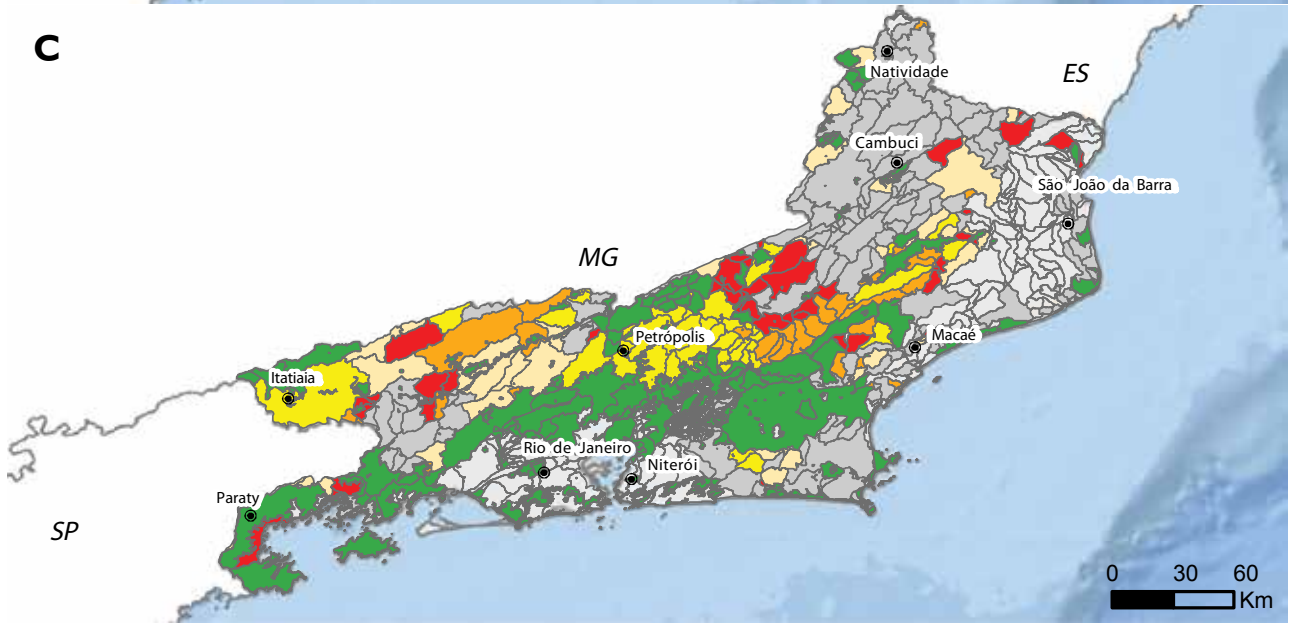 C
Natividade
ES
Cambuci
São João da Barra
MG
Petrópolis
Macaé
Itatiaia
Rio de Janeiro
Niterói
Paraty
SP
0 30 60
Km